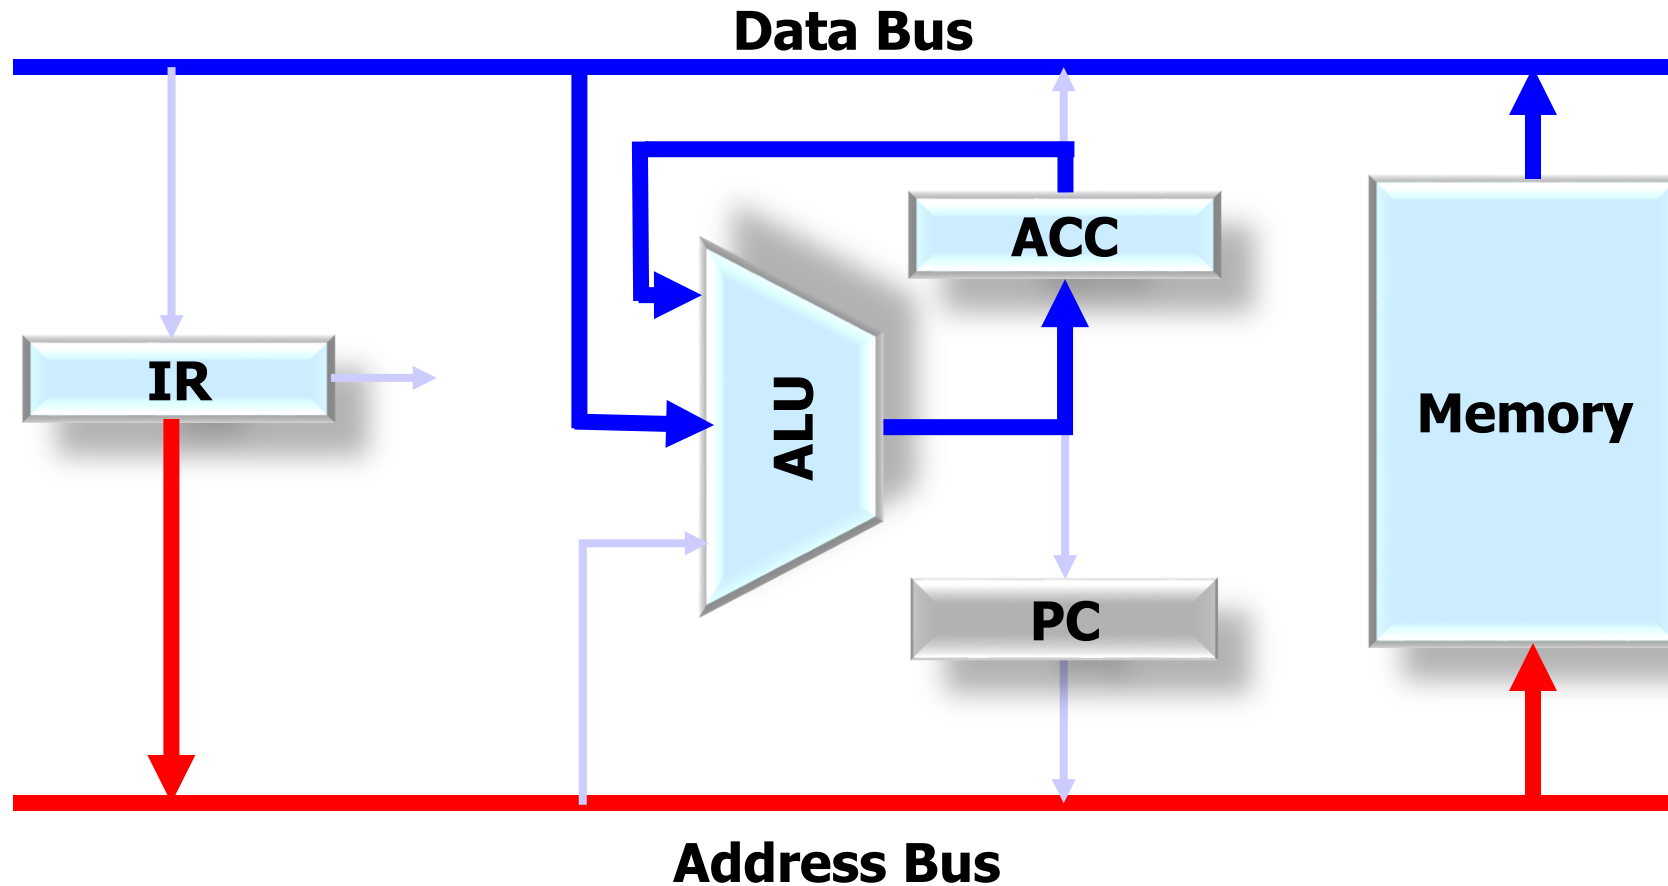 Data Bus
ACC
IR
ALU
Memory
PC
Address Bus